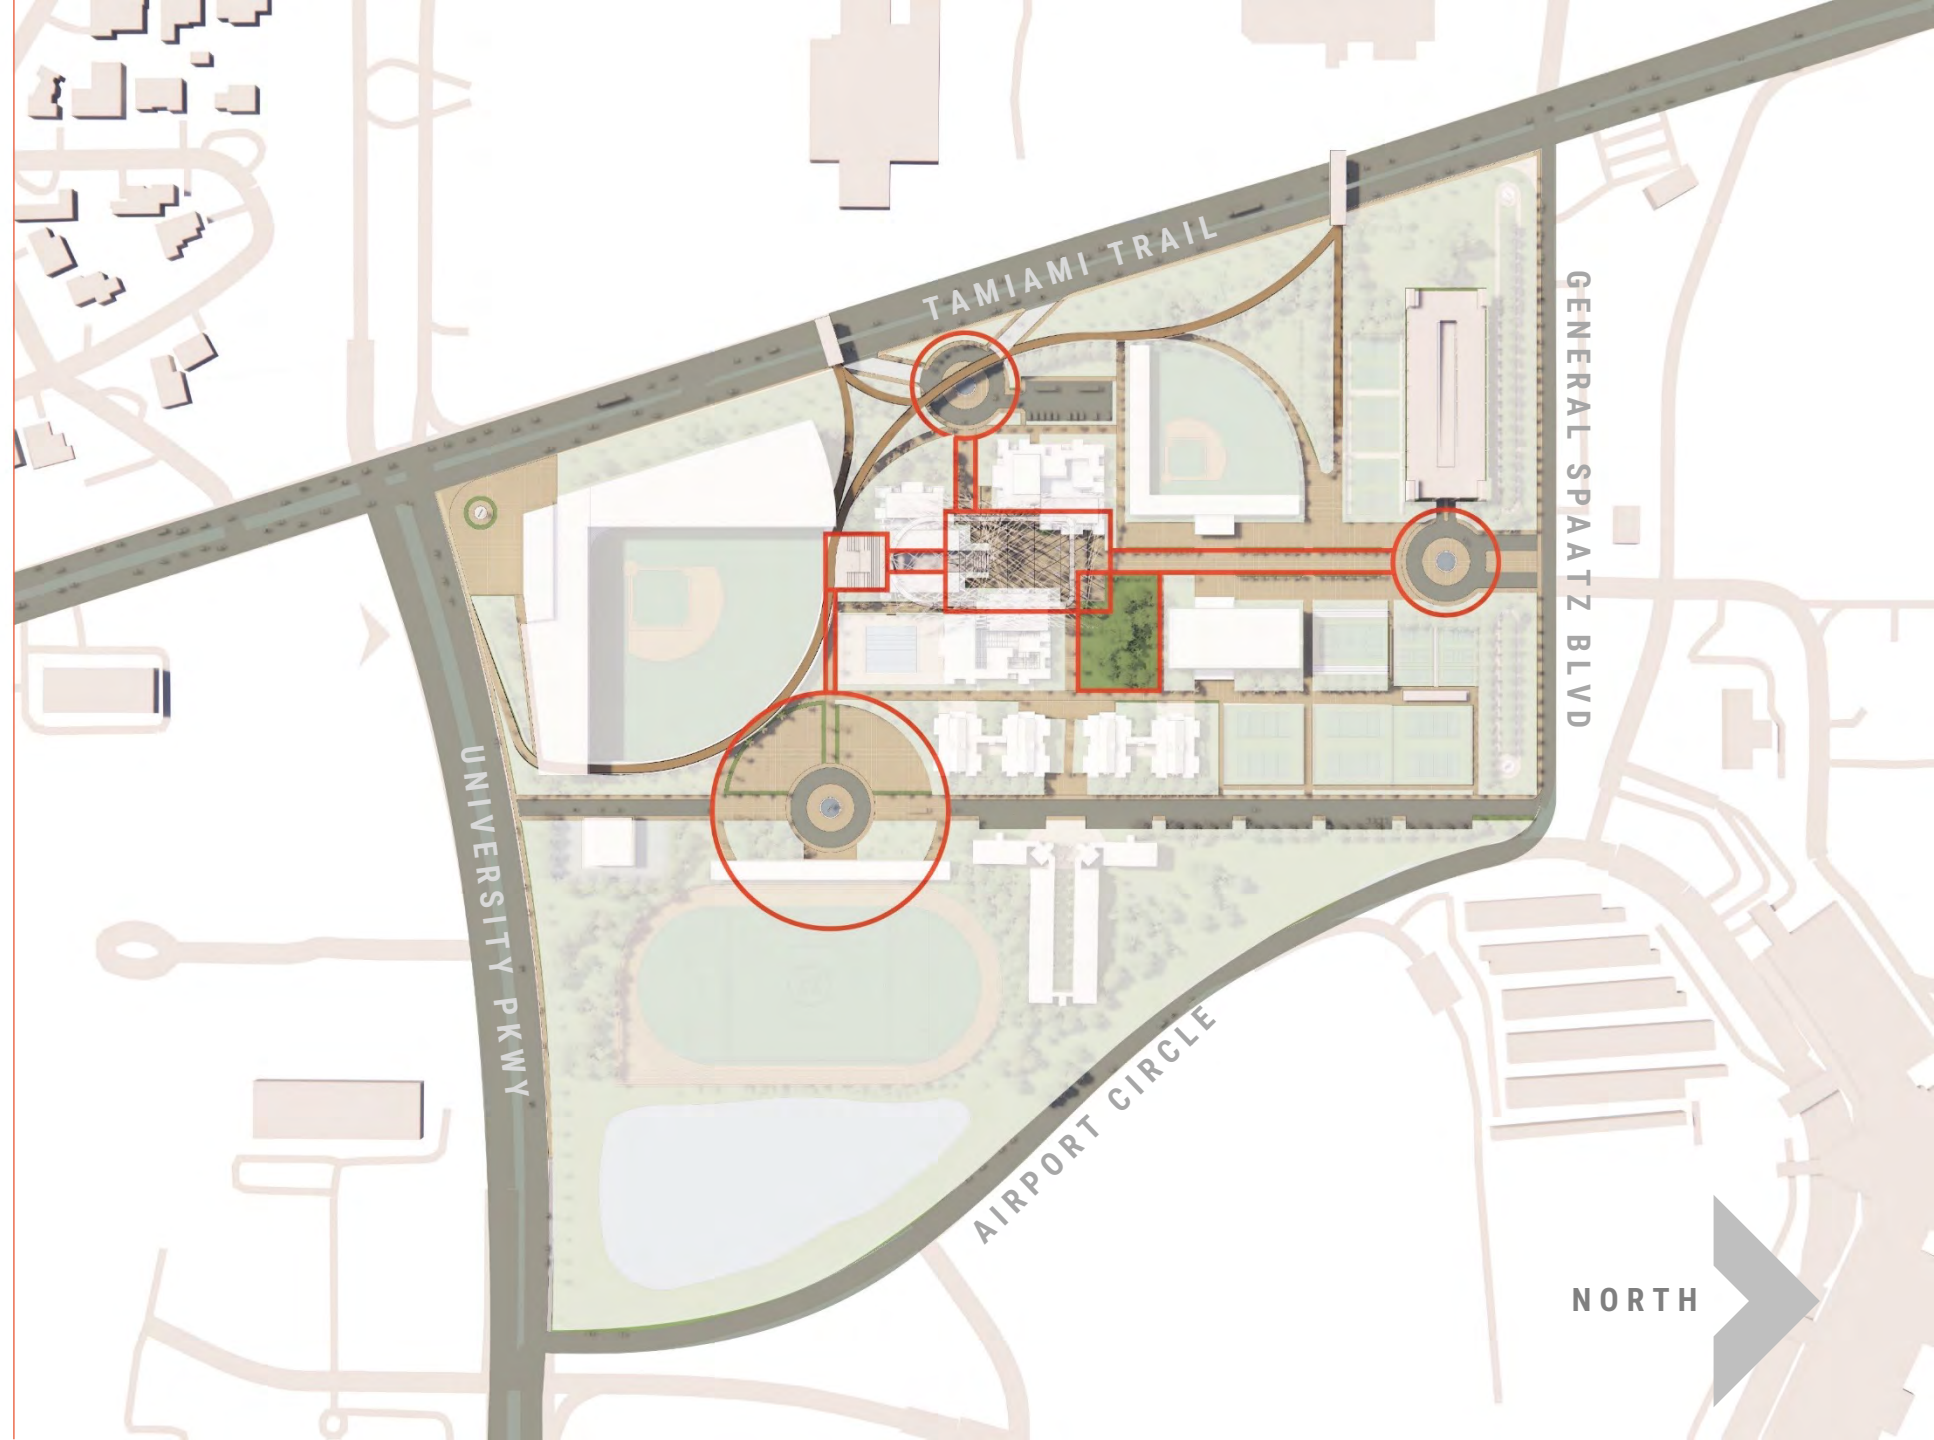 TAMIAMI TRAIL
GENERAL SPAATZ BLVD
UNIVERSITY PKWY
AIRPORT CIRCLE
NORTH